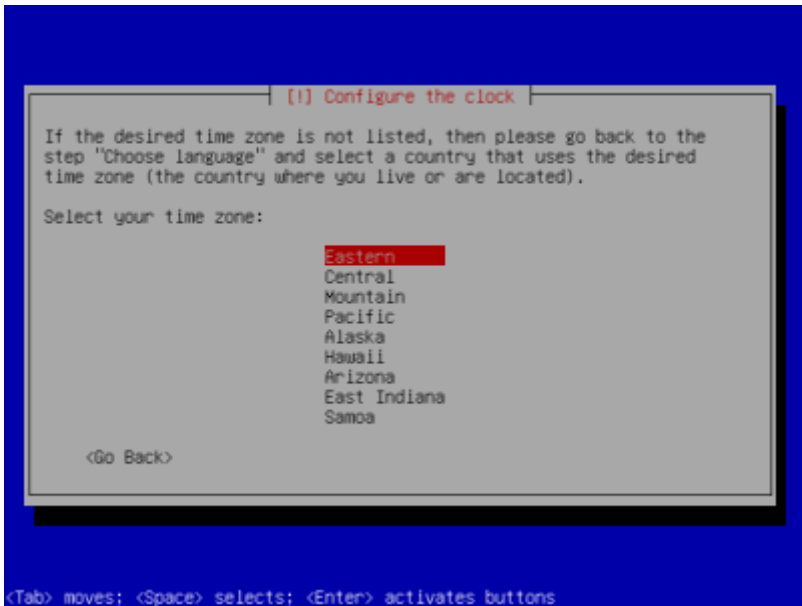 [!] Configure the clock
If the desired time zone is not listed, then please go back to the
step "Choose language" and select a country that uses the desired
time zone (the country where you live or are located).
Select your time zone:
Eastern
Central
Mountain
Pacific
Alaska
Hawaii
Arizona
East Indiana
Samoa
<Go Back>
<Tab> moves; <Space> selects; <Enter> activates buttons